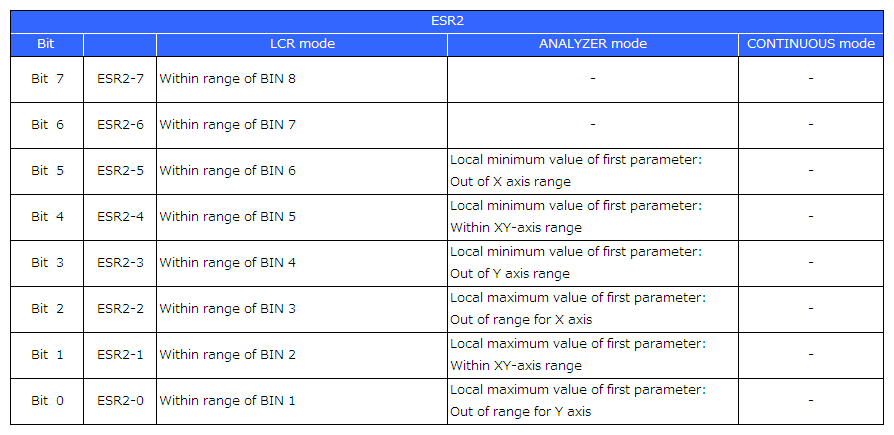 ESR2
Bit LCR mode ANALYZER mode CONTINUOUS mode
Bit 7 ESR2-7 Within range of BIN 8 - -
Bit 6 ESR2-6 Within range of BIN 7 - -
Bit 5 ESR2-5 Within range of BIN 6 Local minimum value of first parameter: -
Out of X axis range
Bit 4 ESR2-4 Within range of BIN 5 Local minimum value of first parameter: -
Within XY-axis range
Bit 3 ESR2-3 Within range of BIN 4 Local minimum value of first parameter: -
Out of Y axis range
Bit 2 ESR2-2 Within range of BIN 3 Local maximum value of first parameter: -
Out of range for X axis
Bit 1 ESR2-1 Within range of BIN 2 Local maximum value of first parameter: -
Within XY-axis range
Bit 0 ESR2-0 Within range of BIN 1 Local maximum value of first parameter: -
Out of range for Y axis